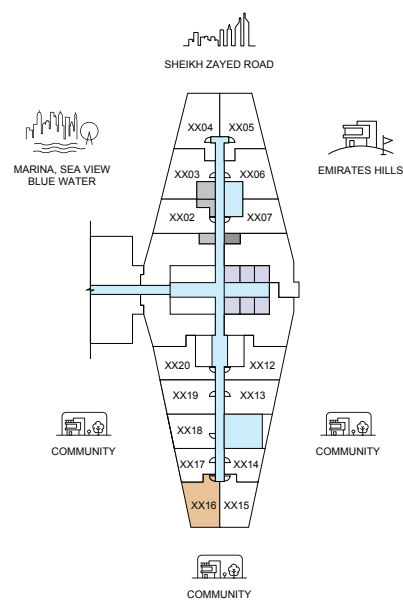 SHEIKH ZAYED ROAD
MARINA, SEA VIEW
BLUE WATER
EMIRATES HILLS
XX04
XX05
XX03
XX06
XX02
XX07
XX20
XX12
XX19
XX13
XX18
XX17
XX14
XX16
XX15
COMMUNITY
COMMUNITY
COMMUNITY